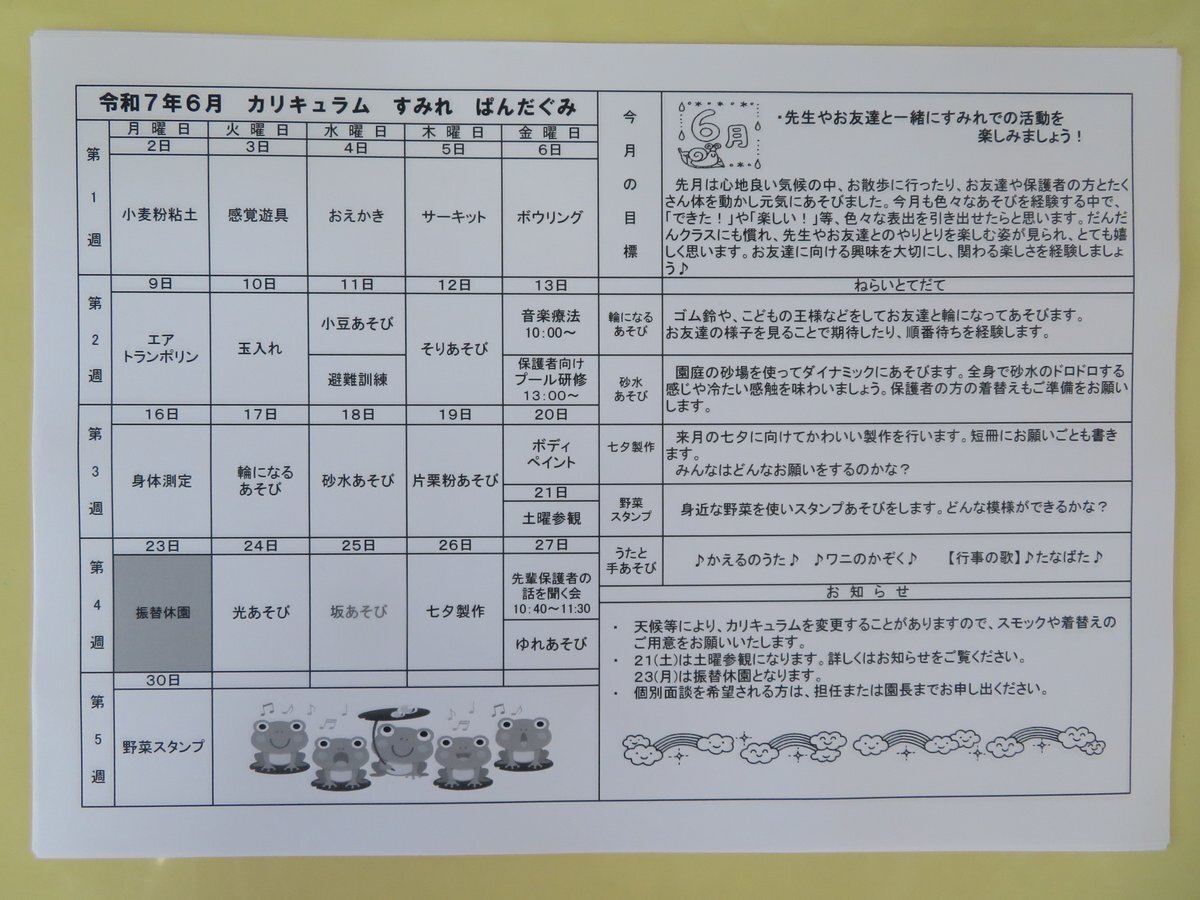 令和7年6月　カリキュラム　すみれ　ぱんだぐみ
月曜日　火曜日　水曜日　木曜日　金曜日
第1週
2日　3日　4日　5日　6日
小麦粉粘土　感覚遊具　おえかき　サーキット　ボウリング
第2週
9日　10日　11日　12日　13日
エア
トランポリン
玉入れ
小豆あそび
避難訓練
そりあそび
音楽療法
10:00～
保護者向け
プール研修
13:00～
第3週
16日　17日　18日　19日　20日
身体測定
輪になる
あそび
砂水あそび
片栗粉あそび
ボディ
ペイント
21日
土曜参観
第4週
23日　24日　25日　26日　27日
振替休園
光あそび
坂あそび
七夕製作
先輩保護者の
話を聞く会
10:40～11:30
ゆれあそび
第5週
30日
野菜スタンプ
今月の目標
6月
・先生やお友達と一緒にすみれでの活動を
楽しみましょう！
先月は心地良い気候の中、お散歩に行ったり、お友達や保護者の方とたく
さん体を動かし元気にあそびました。今月も色々なあそびを経験する中で、
「できた！」や「楽しい！」等、色々な表出を引き出せたらと思います。だんだ
んクラスにも慣れ、先生やお友達とのやりとりを楽しむ姿が見られ、とても嬉
しく思います。お友達に向ける興味を大切にし、関わる楽しさを経験しましょ
う♪
ねらいとてだて
輪になる
あそび
ゴム鈴や、こどもの王様などをしてお友達と輪になってあそびます。
お友達の様子を見ることで期待したり、順番待ちを経験します。
砂水
あそび
園庭の砂場を使ってダイナミックにあそびます。全身で砂水のドロドロする
感じや冷たい感触を味わいましょう。保護者の方の着替えもご準備をお願い
します。
七夕製作
来月の七夕に向けてかわいい製作を行います。短冊にお願いごとも書き
ます。
みんなはどんなお願いをするのかな？
野菜
スタンプ
身近な野菜を使いスタンプあそびをします。どんな模様ができるかな？
うたと
手あそび
♪かえるのうた♪　♪ワニのかぞく♪　【行事の歌】♪たなばた♪
お知らせ
・　天候等により、カリキュラムを変更することがありますので、スモックや着替えの
ご用意をお願いいたします。
・　21(土)は土曜参観になります。詳しくはお知らせをご覧ください。
23(月)は振替休園となります。
・　個別面談を希望される方は、担任または園長までお申し出ください。